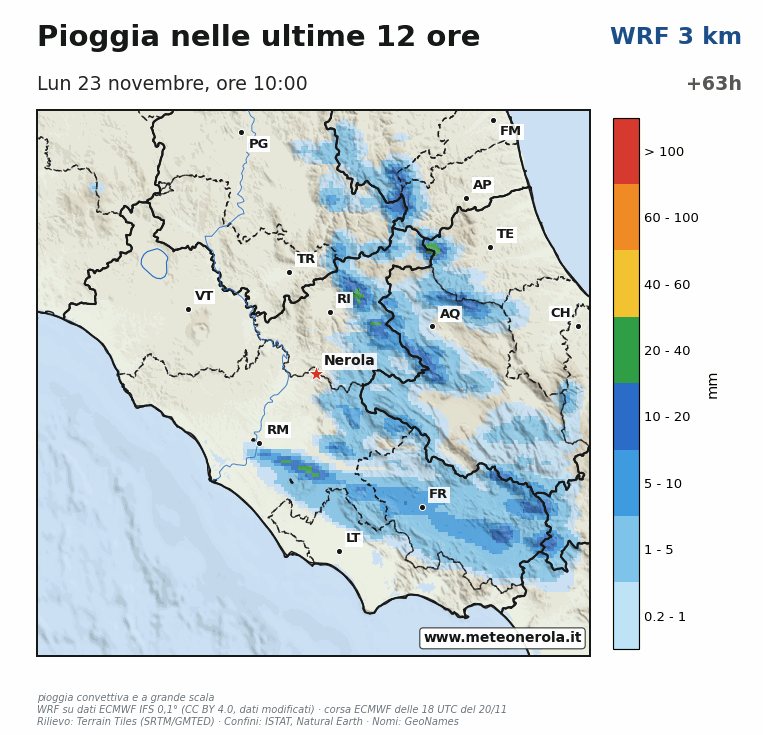 Pioggia nelle ultime 12 ore
WRF 3 km
Lun 23 novembre, ore 10:00
+63h
FM
PG
AP
TE
TR
VT
RI
AQ
CH
Nerola
RM
FR
LT
www.meteonerola.it
> 100
60 - 100
40 - 60
20 - 40
10 - 20
5 - 10
1 - 5
0.2 - 1
mm
pioggia convettiva e a grande scala
WRF su dati ECMWF IFS 0,1° (CC BY 4.0, dati modificati) · corsa ECMWF delle 18 UTC del 20/11
Rilievo: Terrain Tiles (SRTM/GMTED) · Confini: ISTAT, Natural Earth · Nomi: GeoNames